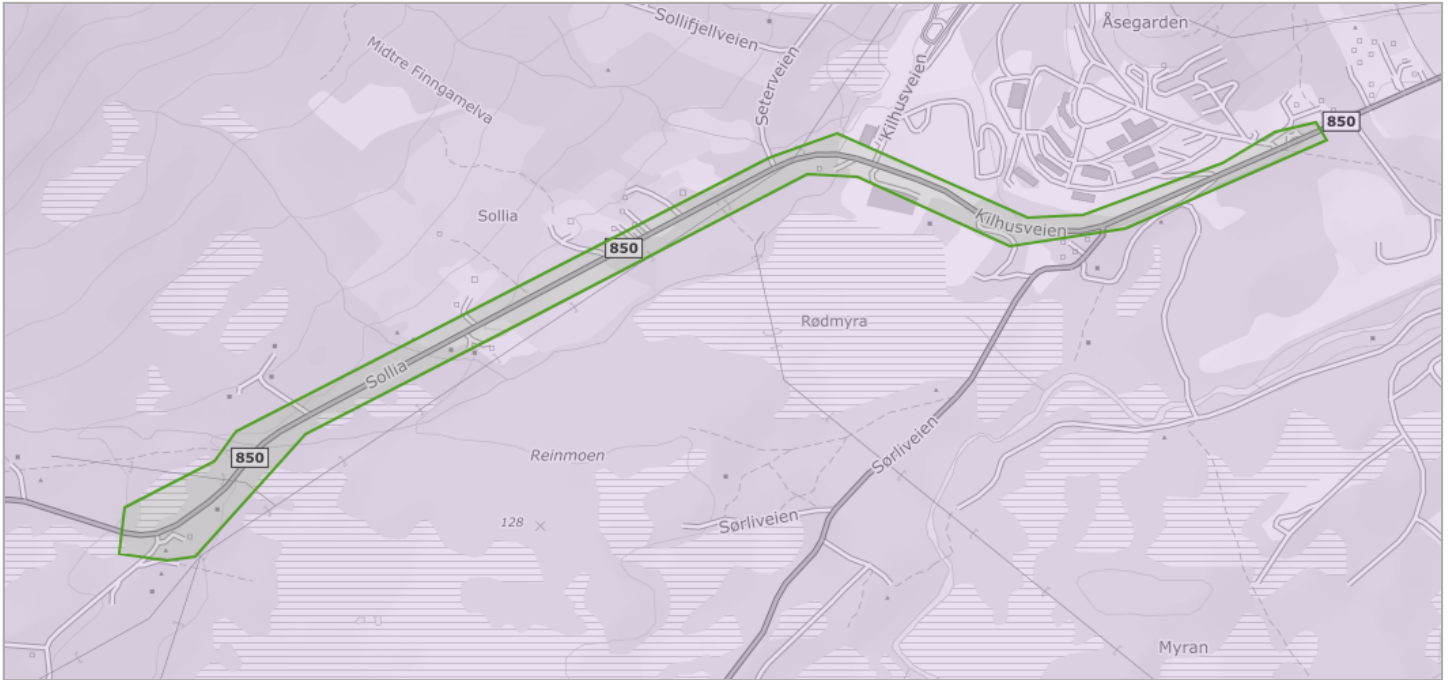 Sollifjellveien
Åsegarden
Midtre Finngamelva
Seterveien
Kilhusveien
850
Sollia
Kilhusveien
850
Rødmyra
Sollia
850
Reinmoen
Sørliveien
128
Sørliveien
Myran